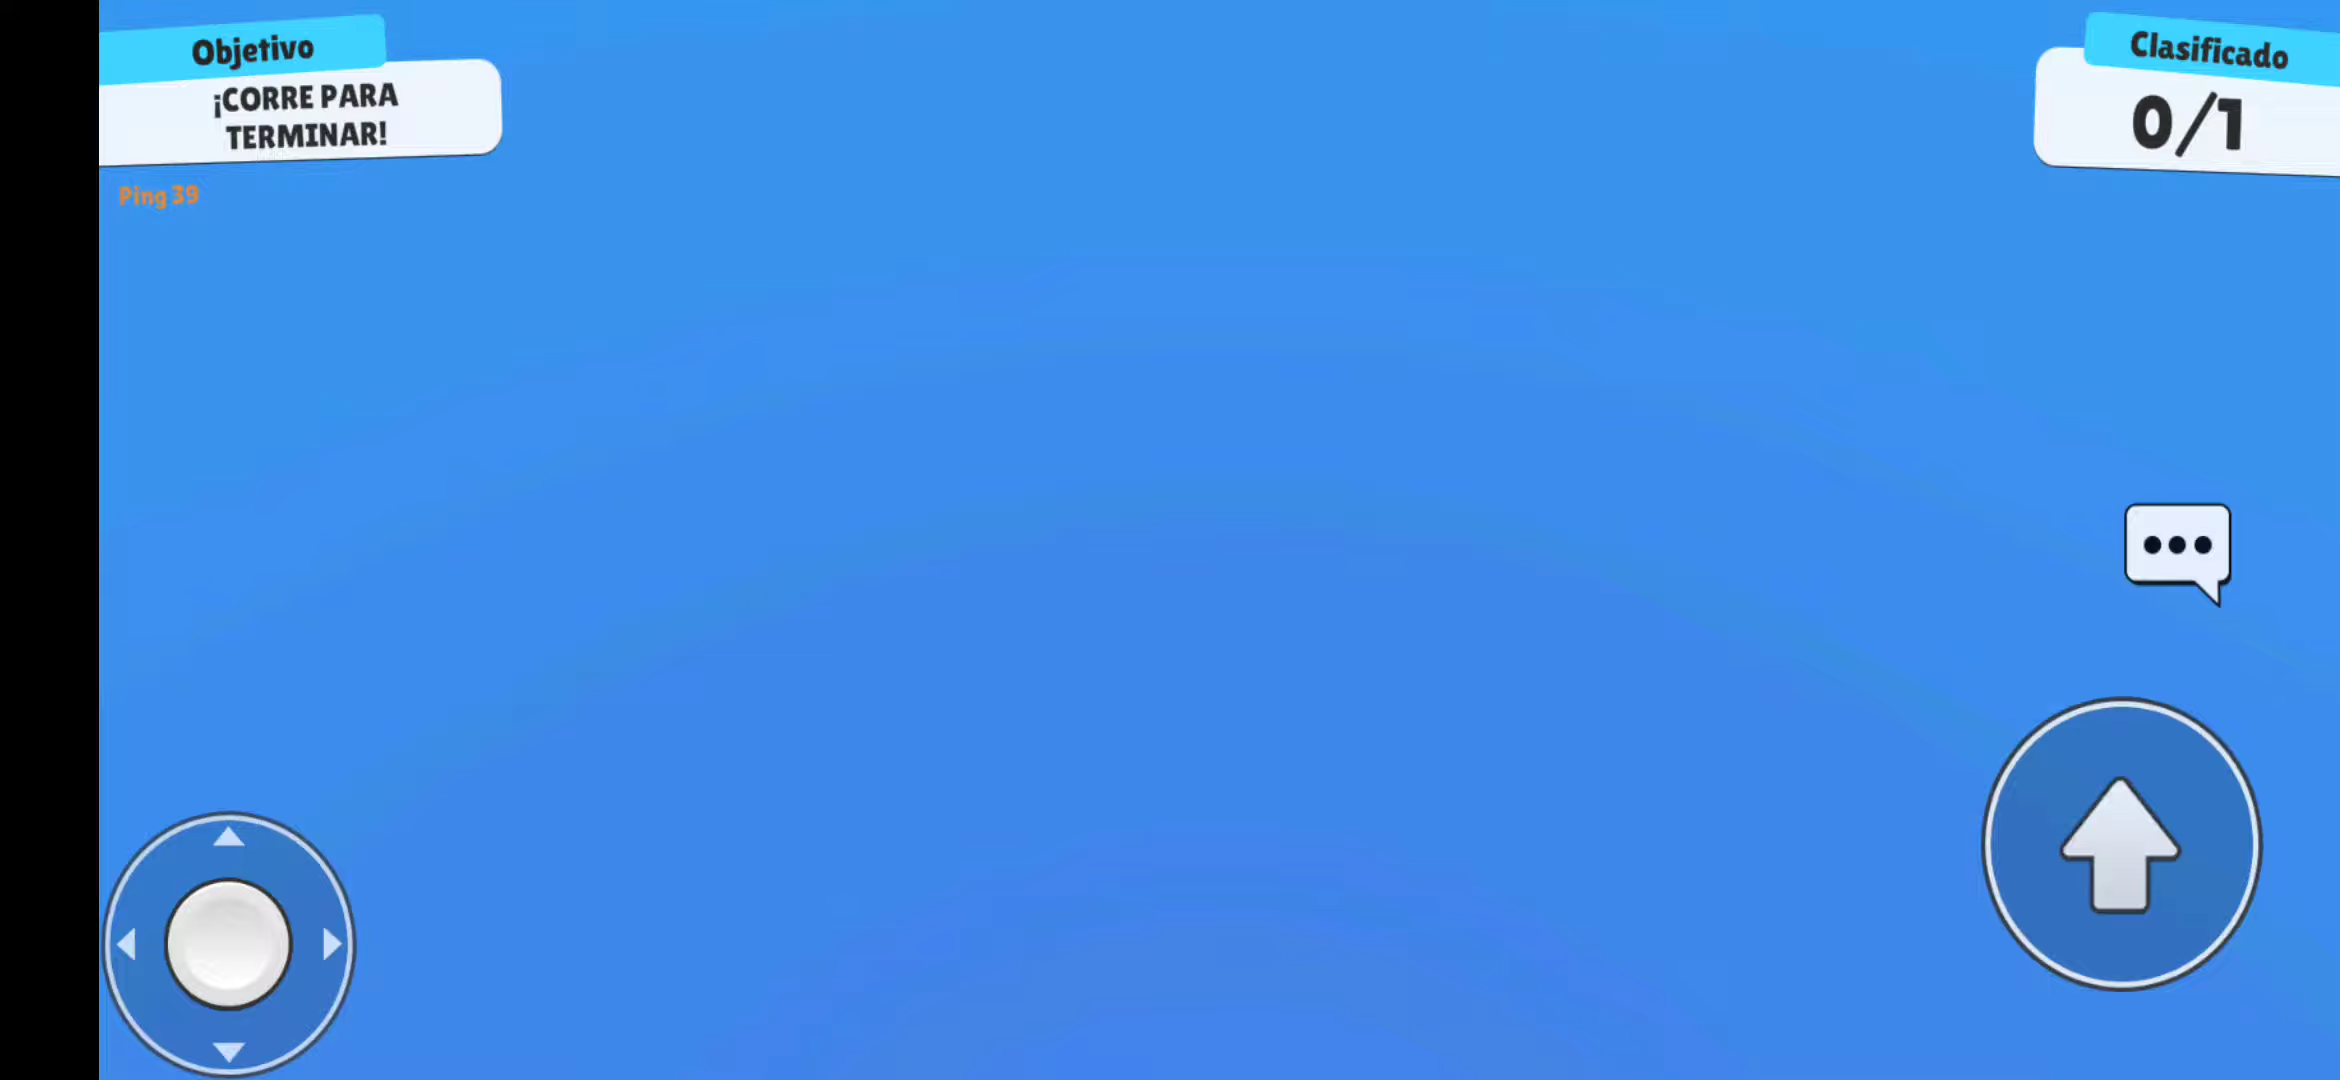 Objetivo
¡CORRE PARA
TERMINAR!
Ping 39
Clasificado
0/1